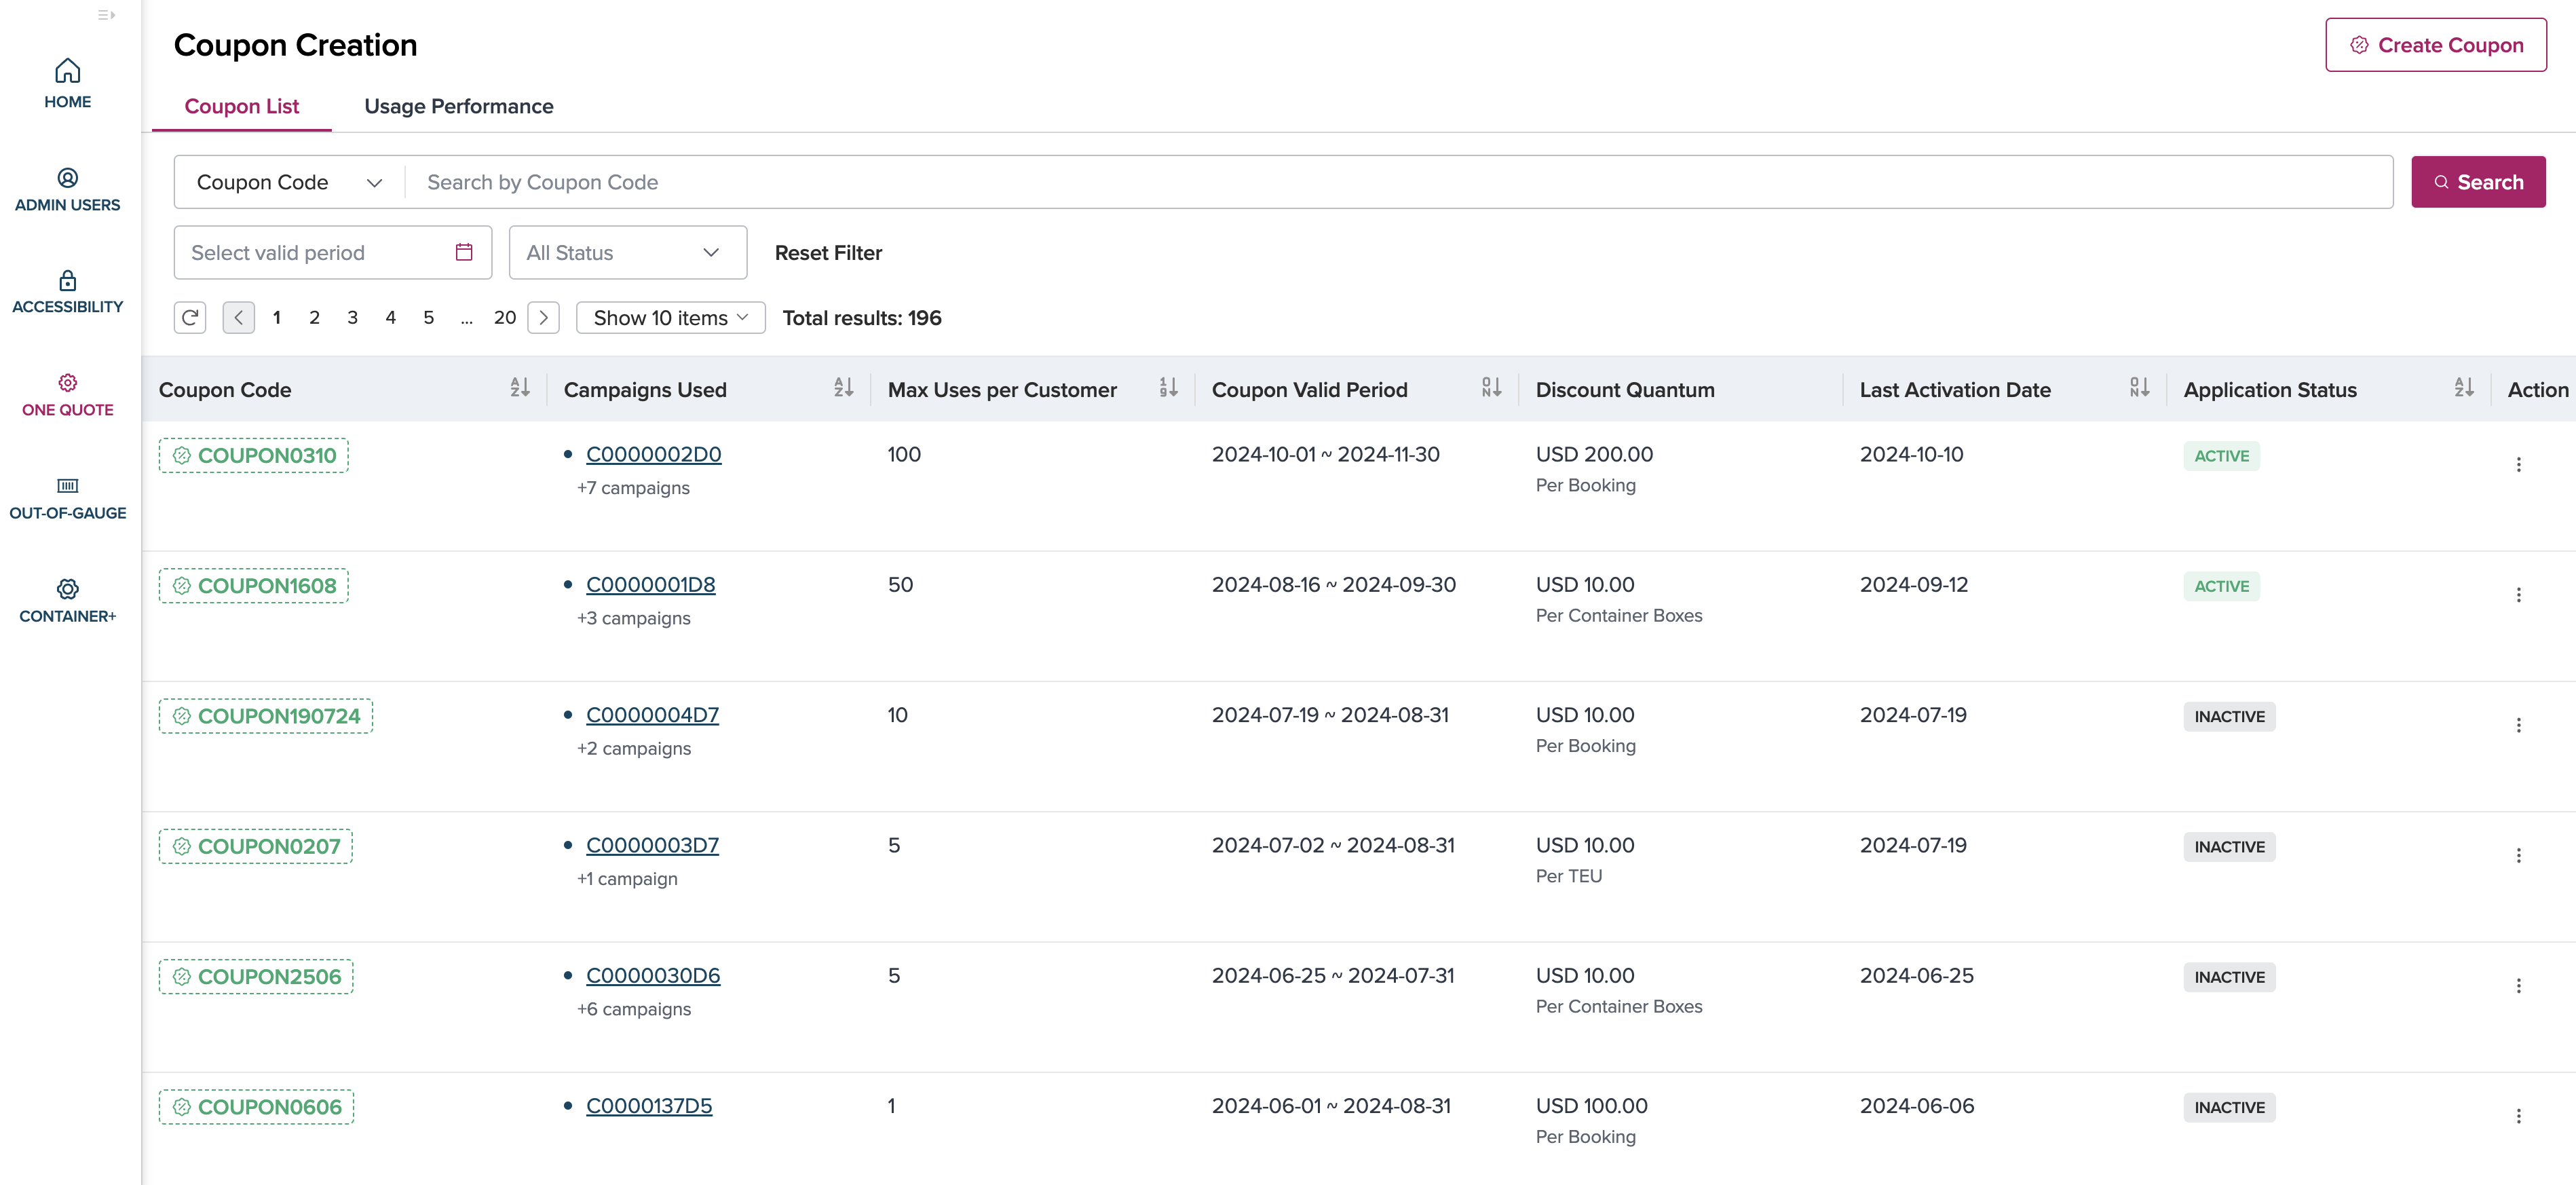 HOME
ADMIN USERS
ACCESSIBILITY
ONE QUOTE
OUT-OF-GAUGE
CONTAINER+
Coupon Creation
Create Coupon
Coupon List Usage Performance
Coupon Code Search by Coupon Code Search
Select valid period All Status Reset Filter
1 2 3 4 5 ... 20 Show 10 items Total results: 196
Coupon Code Campaigns Used Max Uses per Customer Coupon Valid Period Discount Quantum Last Activation Date Application Status Action
COUPON0310 C0000002D0 100 2024-10-01 ~ 2024-11-30 USD 200.00 2024-10-10 ACTIVE
+7 campaigns Per Booking
COUPON1608 C0000001D8 50 2024-08-16 ~ 2024-09-30 USD 10.00 2024-09-12 ACTIVE
+3 campaigns Per Container Boxes
COUPON190724 C0000004D7 10 2024-07-19 ~ 2024-08-31 USD 10.00 2024-07-19 INACTIVE
+2 campaigns Per Booking
COUPON0207 C0000003D7 5 2024-07-02 ~ 2024-08-31 USD 10.00 2024-07-19 INACTIVE
+1 campaign Per TEU
COUPON2506 C0000030D6 5 2024-06-25 ~ 2024-07-31 USD 10.00 2024-06-25 INACTIVE
+6 campaigns Per Container Boxes
COUPON0606 C0000137D5 1 2024-06-01 ~ 2024-08-31 USD 100.00 2024-06-06 INACTIVE
Per Booking